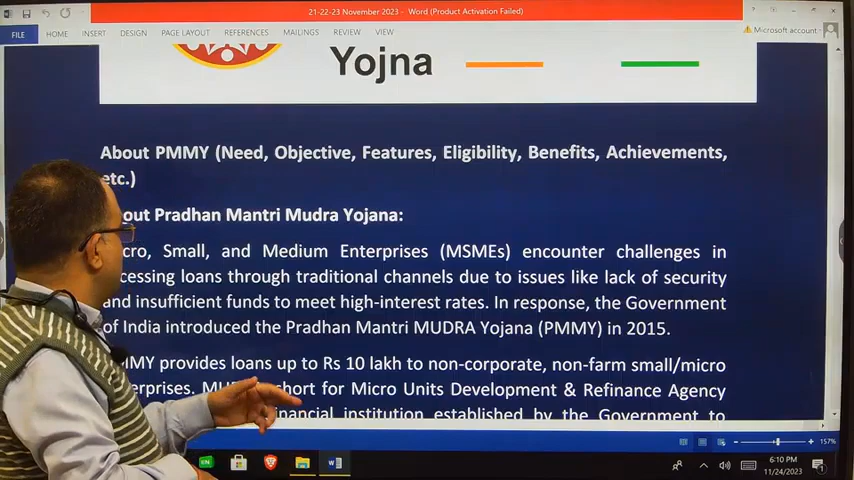 21-22-23 November 2023 - Word (Product Activation Failed)
FILE HOME INSERT DESIGN PAGE LAYOUT REFERENCES MAILINGS REVIEW VIEW Microsoft account
Yojna
About PMMY (Need, Objective, Features, Eligibility, Benefits, Achievements,
etc.)
out Pradhan Mantri Mudra Yojana:
cro, Small, and Medium Enterprises (MSMEs) encounter challenges in
cessing loans through traditional channels due to issues like lack of security
and insufficient funds to meet high-interest rates. In response, the Government
of India introduced the Pradhan Mantri MUDRA Yojana (PMMY) in 2015.
MY provides loans up to Rs 10 lakh to non-corporate, non-farm small/micro
erprises. short for Micro Units Development & Refinance Agency
financial institution established by the Government to
157%
6:10 PM
11/24/2023